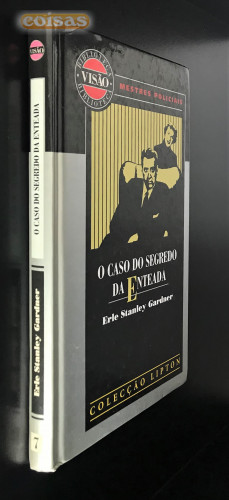 coisas
O CASO DO SEGREDO DA ENTEADA
Erle Stanley Gardner
7
BIBLIOTECA
VISÃO
BIBLIOTECA
MESTRES POLICIAIS
O CASO DO SEGREDO
DA ENTEADA
Erle Stanley Gardner
COLECÇÃO LIPTON